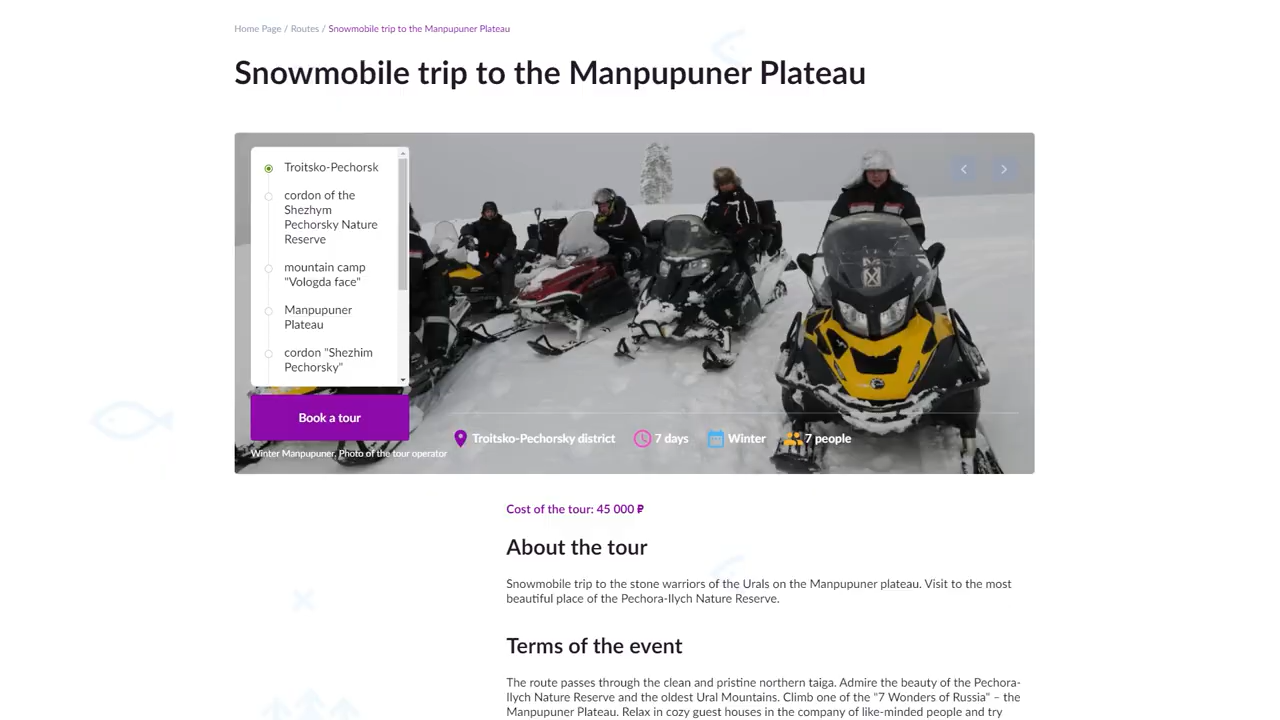 Home Page / Routes / Snowmobile trip to the Manpupuner Plateau
Snowmobile trip to the Manpupuner Plateau
Troitsko-Pechorsk
cordon of the
Shezhym
Pechorsky Nature
Reserve
mountain camp
"Vologda face"
Manpupuner
Plateau
cordon "Shezhim
Pechorsky"
Book a tour
Winter Manpupuner, Photo of the tour operator
Troitsko-Pechorsky district 7 days Winter 7 people
Cost of the tour: 45 000 ₽
About the tour
Snowmobile trip to the stone warriors of the Urals on the Manpupuner plateau. Visit to the most
beautiful place of the Pechora-Ilych Nature Reserve.
Terms of the event
The route passes through the clean and pristine northern taiga. Admire the beauty of the Pechora-
Ilych Nature Reserve and the oldest Ural Mountains. Climb one of the "7 Wonders of Russia" – the
Manpupuner Plateau. Relax in cozy guest houses in the company of like-minded people and try